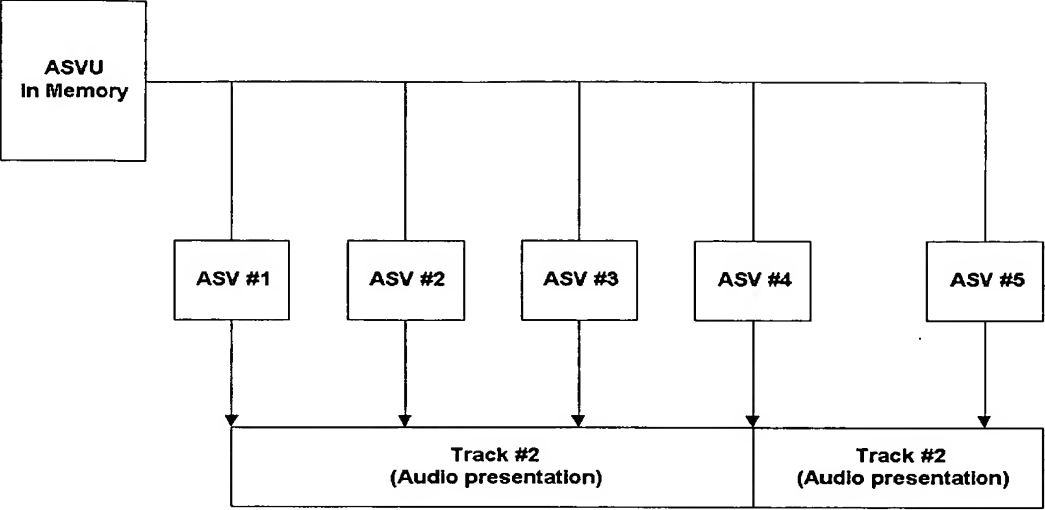 ASVU
In Memory
ASV #1
ASV #2
ASV #3
ASV #4
ASV #5
Track #2
(Audio presentation)
Track #2
(Audio presentation)